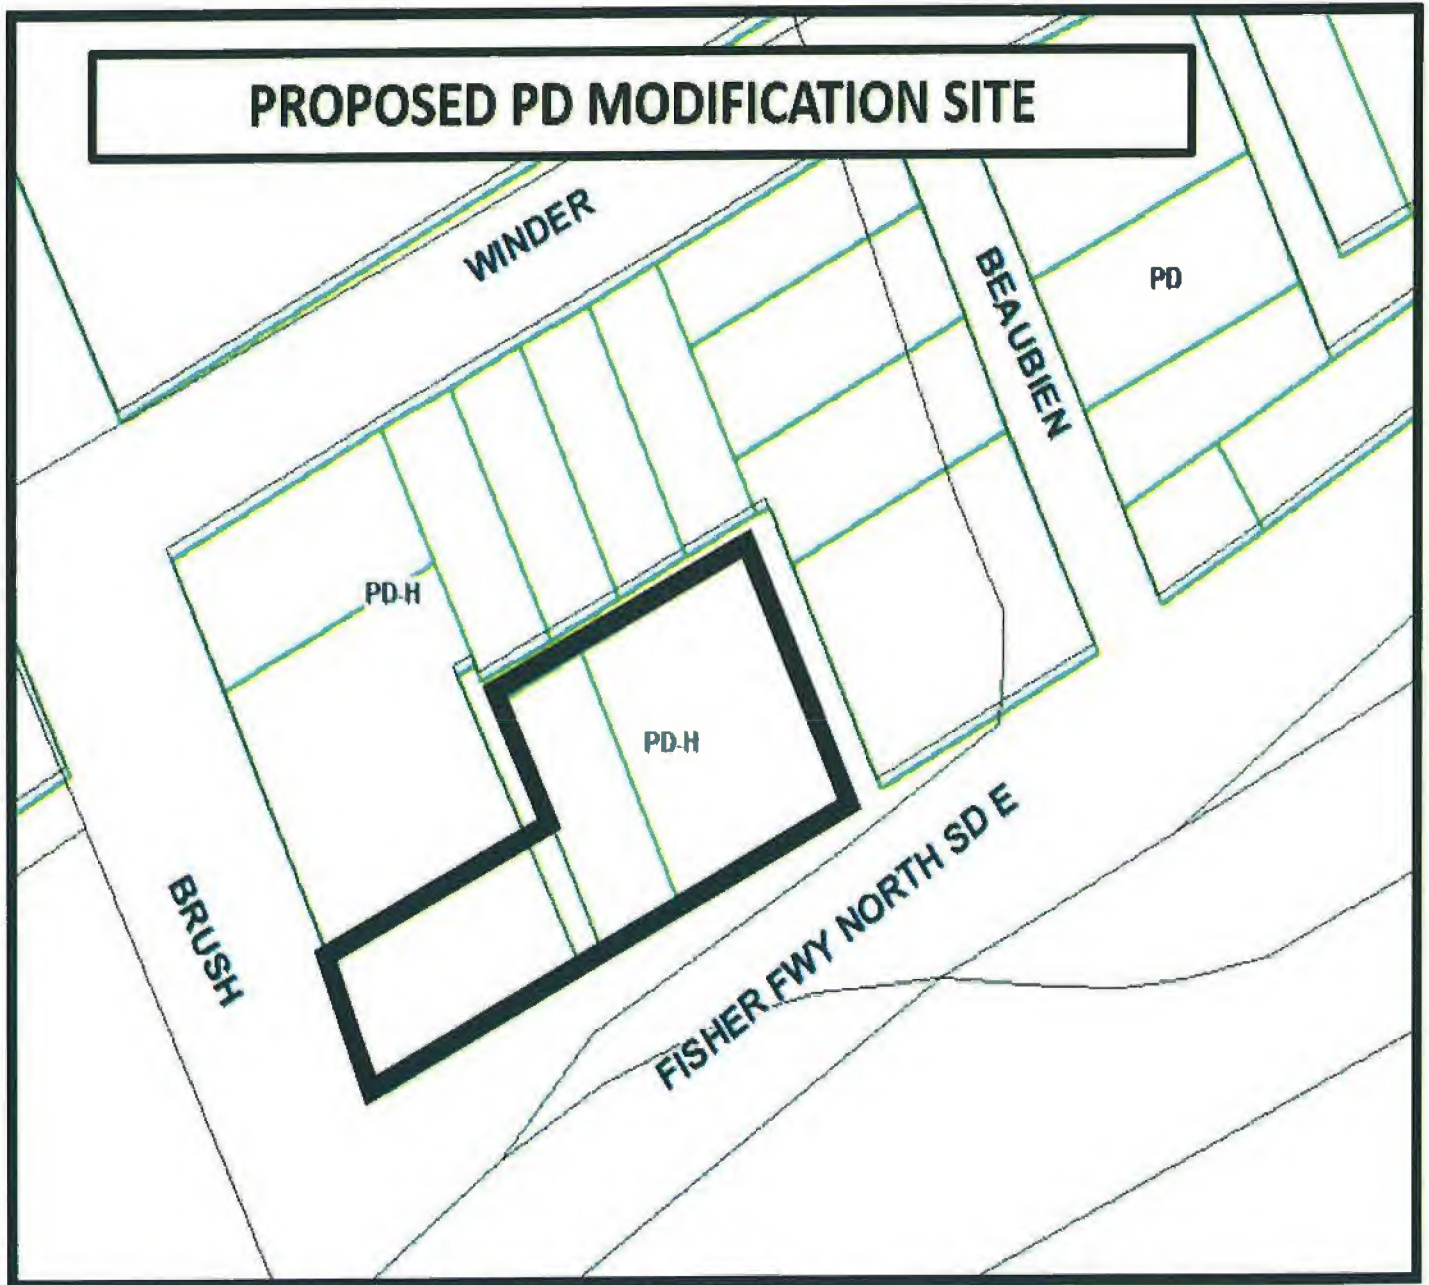 PROPOSED PD MODIFICATION SITE
WINDER
BEAUBIEN
PD
PD-H
PD-H
BRUSH
FISHER FWY NORTH SD E